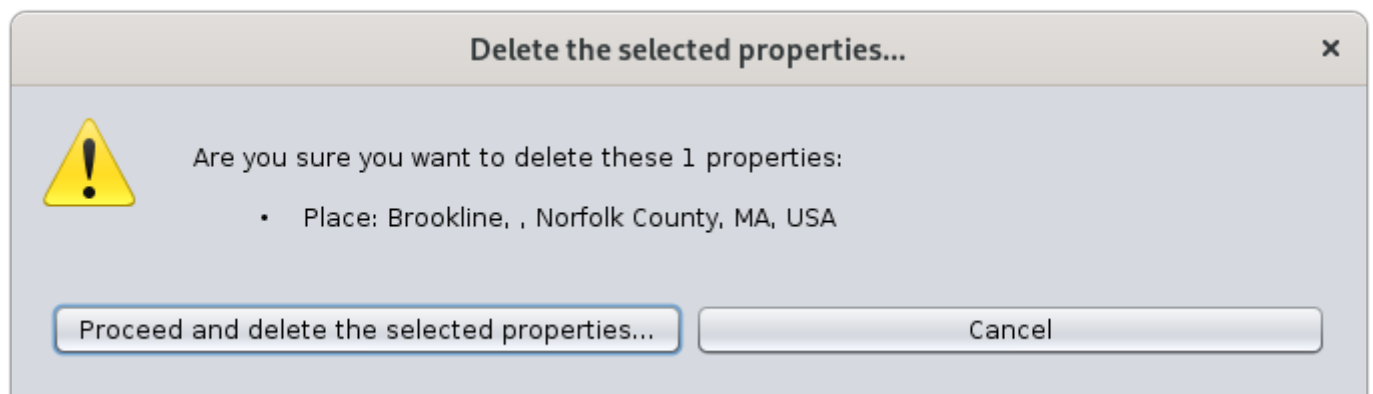 Delete the selected properties...
Are you sure you want to delete these 1 properties:
• Place: Brookline, , Norfolk County, MA, USA
Proceed and delete the selected properties...
Cancel